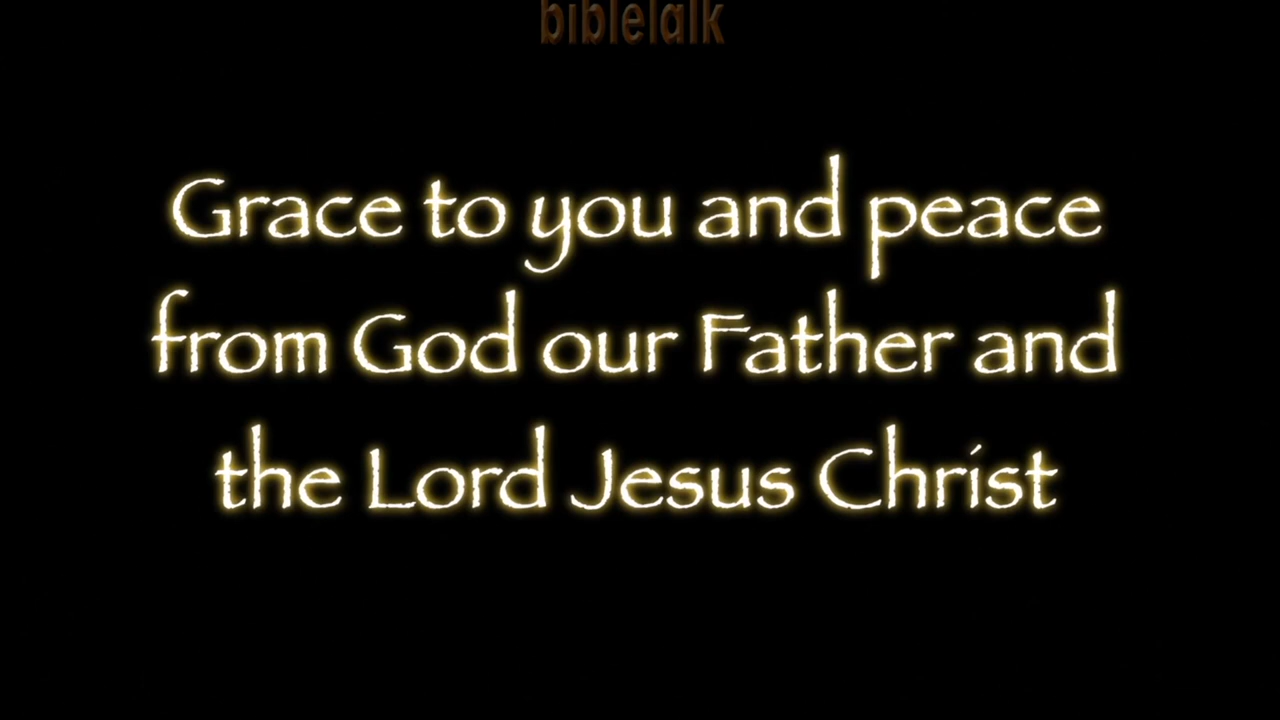 bibletalk
Grace to you and peace
from God our Father and
the Lord Jesus Christ